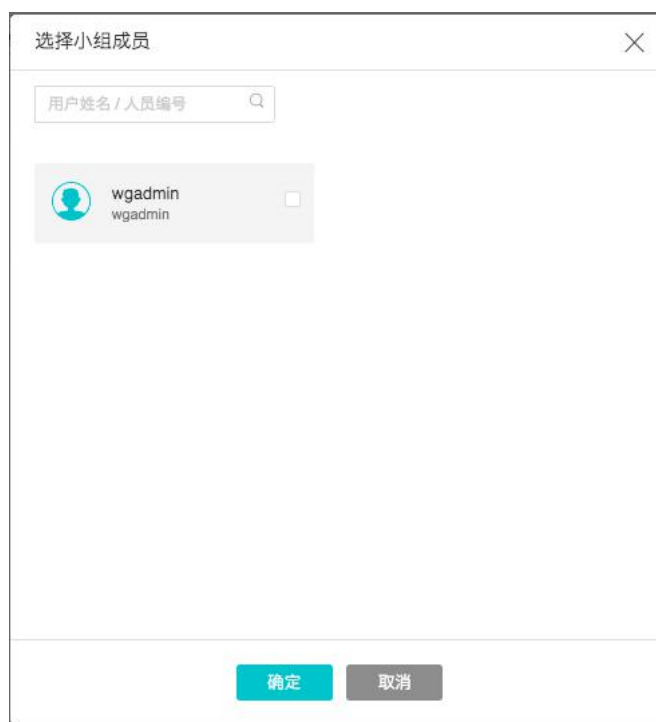 选择小组成员
用户姓名 / 人员编号
wgadmin
wgadmin
确定
取消